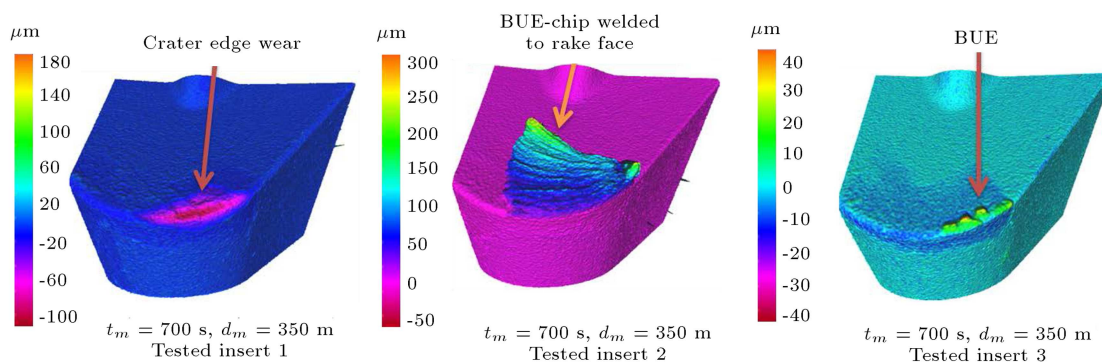 μm
Crater edge wear
180
140
100
60
20
-20
-60
-100
t_m = 700 s, d_m = 350 m
Tested insert 1
μm
BUE-chip welded
to rake face
300
250
200
150
100
50
0
-50
t_m = 700 s, d_m = 350 m
Tested insert 2
μm
BUE
40
30
20
10
0
-10
-20
-30
-40
t_m = 700 s, d_m = 350 m
Tested insert 3